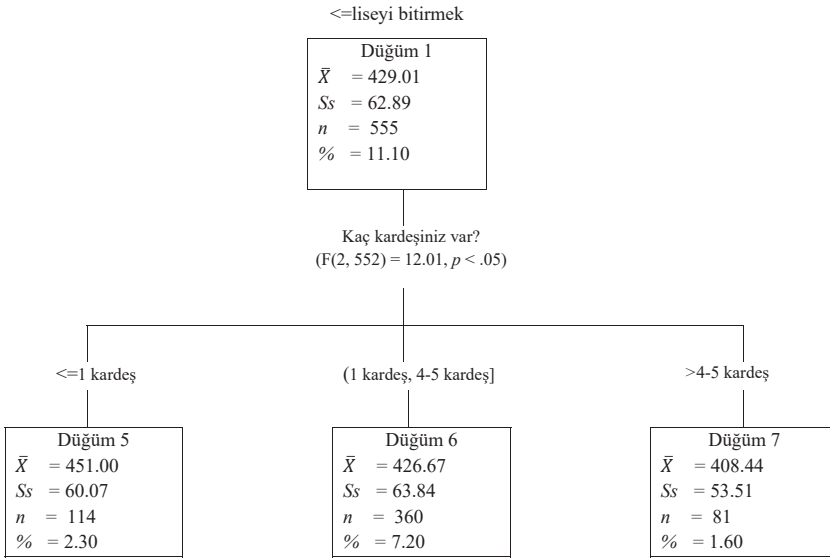 <=liseyi bitirmek
Düğüm 1
X̄ = 429.01
Ss = 62.89
n = 555
% = 11.10
Kaç kardeşiniz var?
(F(2, 552) = 12.01, p < .05)
<=1 kardeş
(1 kardeş, 4-5 kardeş]
>4-5 kardeş
Düğüm 5
X̄ = 451.00
Ss = 60.07
n = 114
% = 2.30
Düğüm 6
X̄ = 426.67
Ss = 63.84
n = 360
% = 7.20
Düğüm 7
X̄ = 408.44
Ss = 53.51
n = 81
% = 1.60